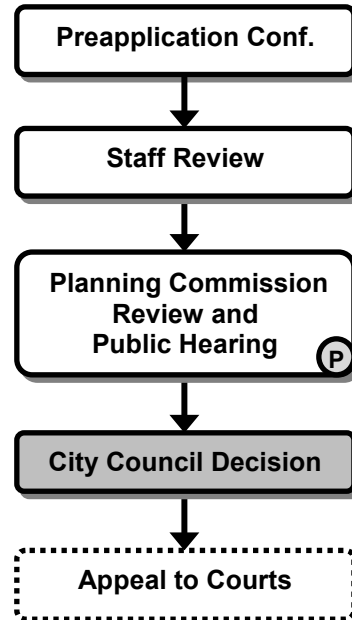 Preapplication Conf.
Staff Review
Planning Commission
Review and
Public Hearing
P
City Council Decision
Appeal to Courts